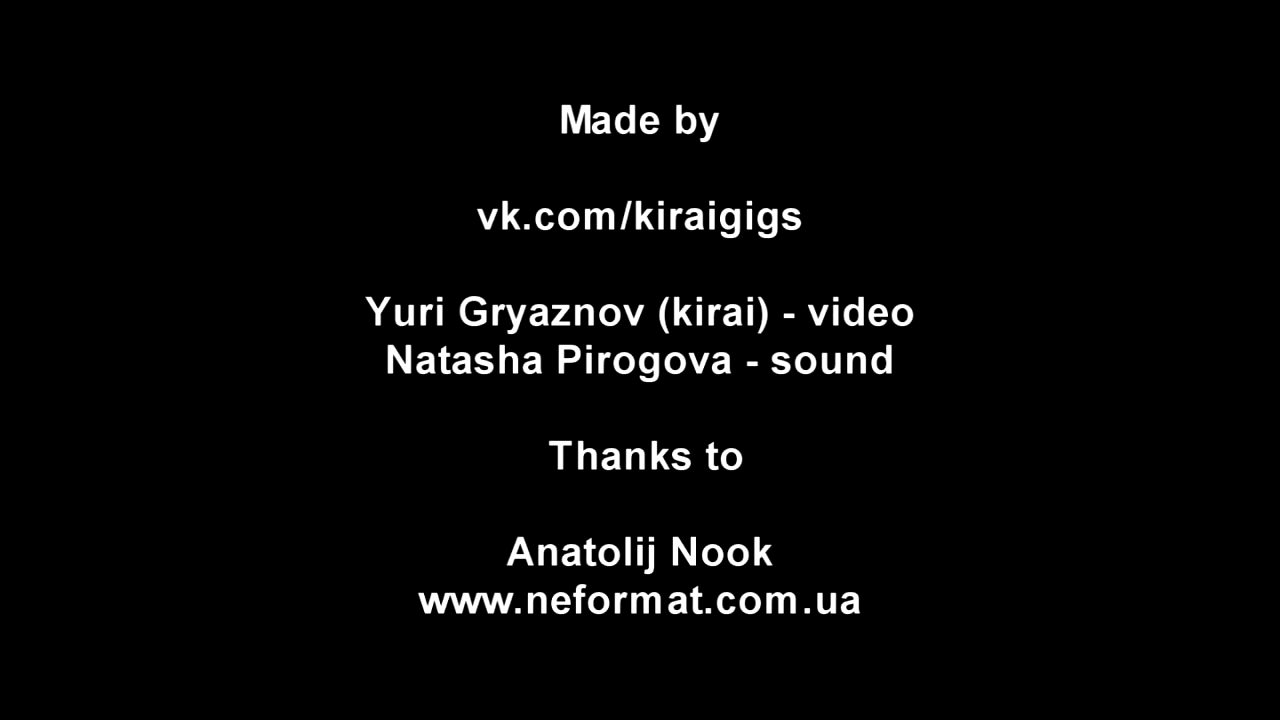 Made by
vk.com/kiraigigs
Yuri Gryaznov (kirai) - video
Natasha Pirogova - sound
Thanks to
Anatolij Nook
www.neformat.com.ua